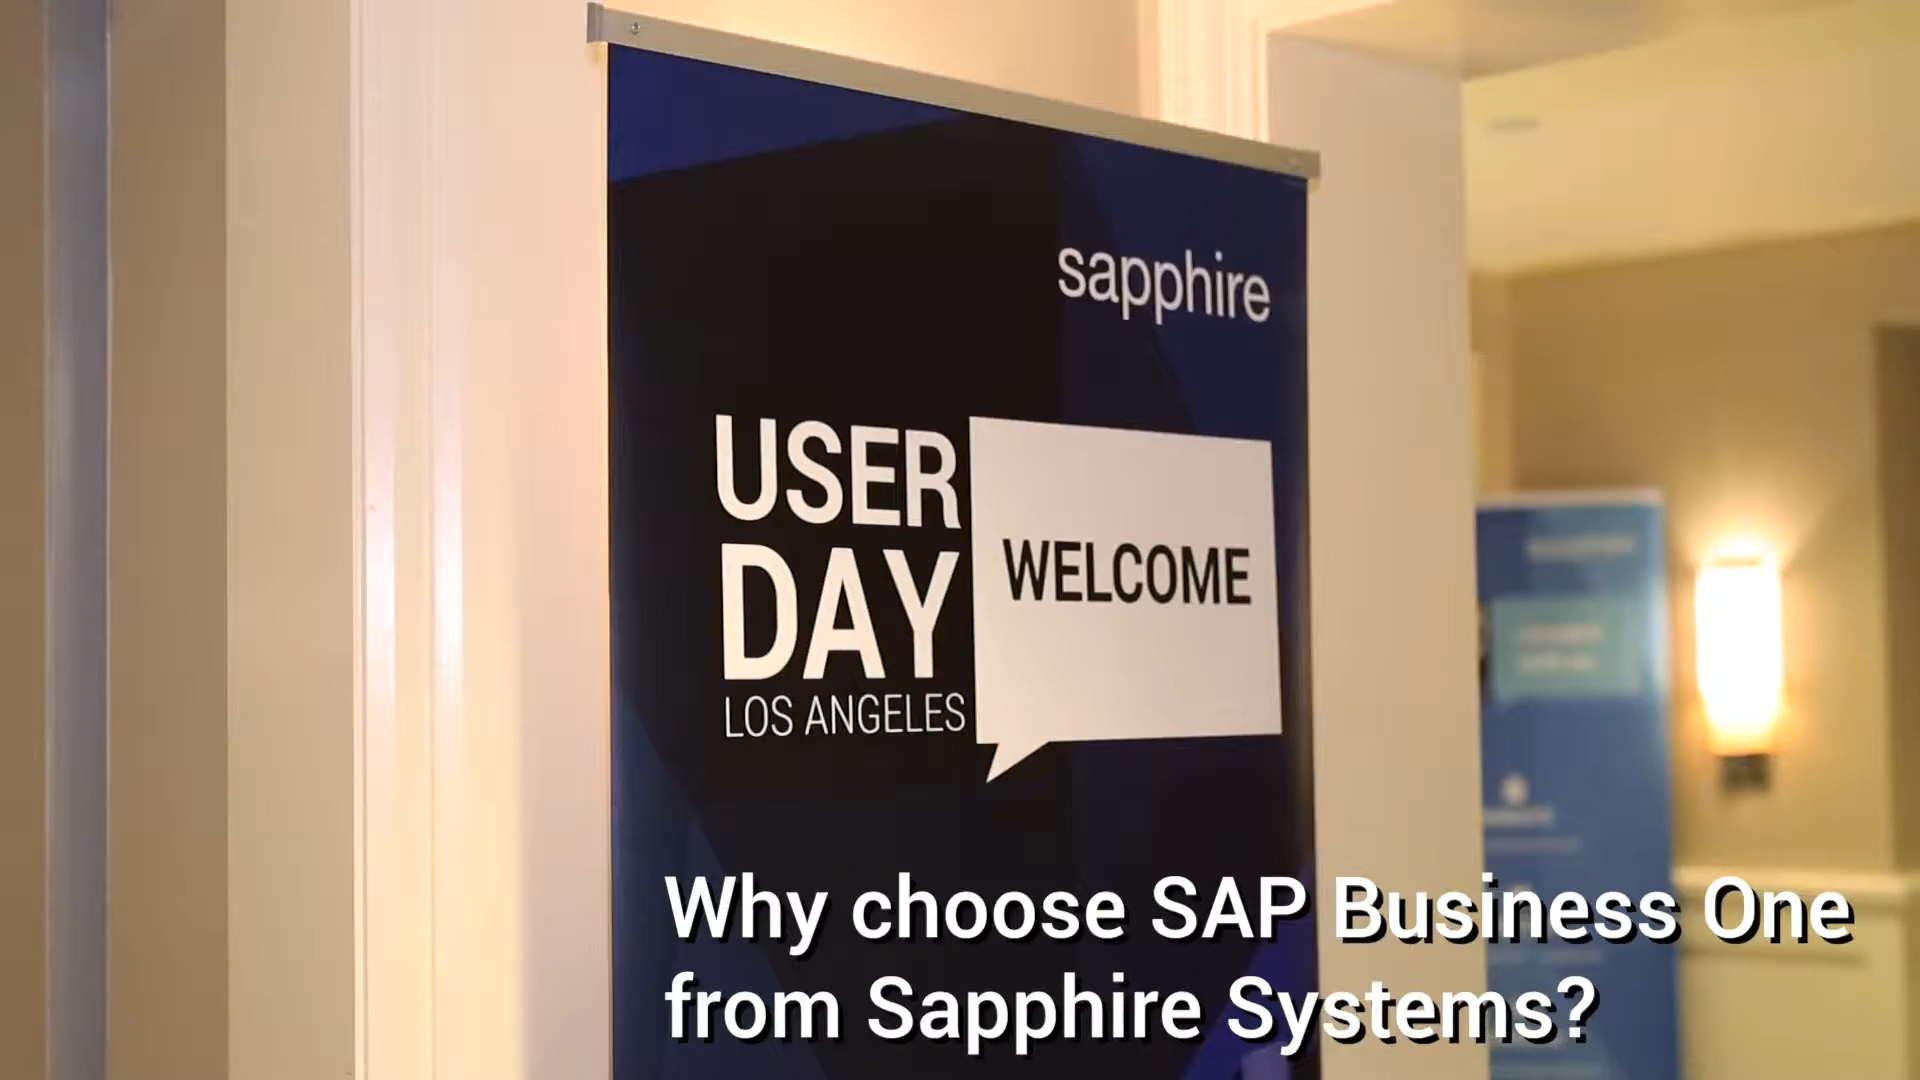 sapphire
USER
DAY
LOS ANGELES
WELCOME
Why choose SAP Business One
from Sapphire Systems?